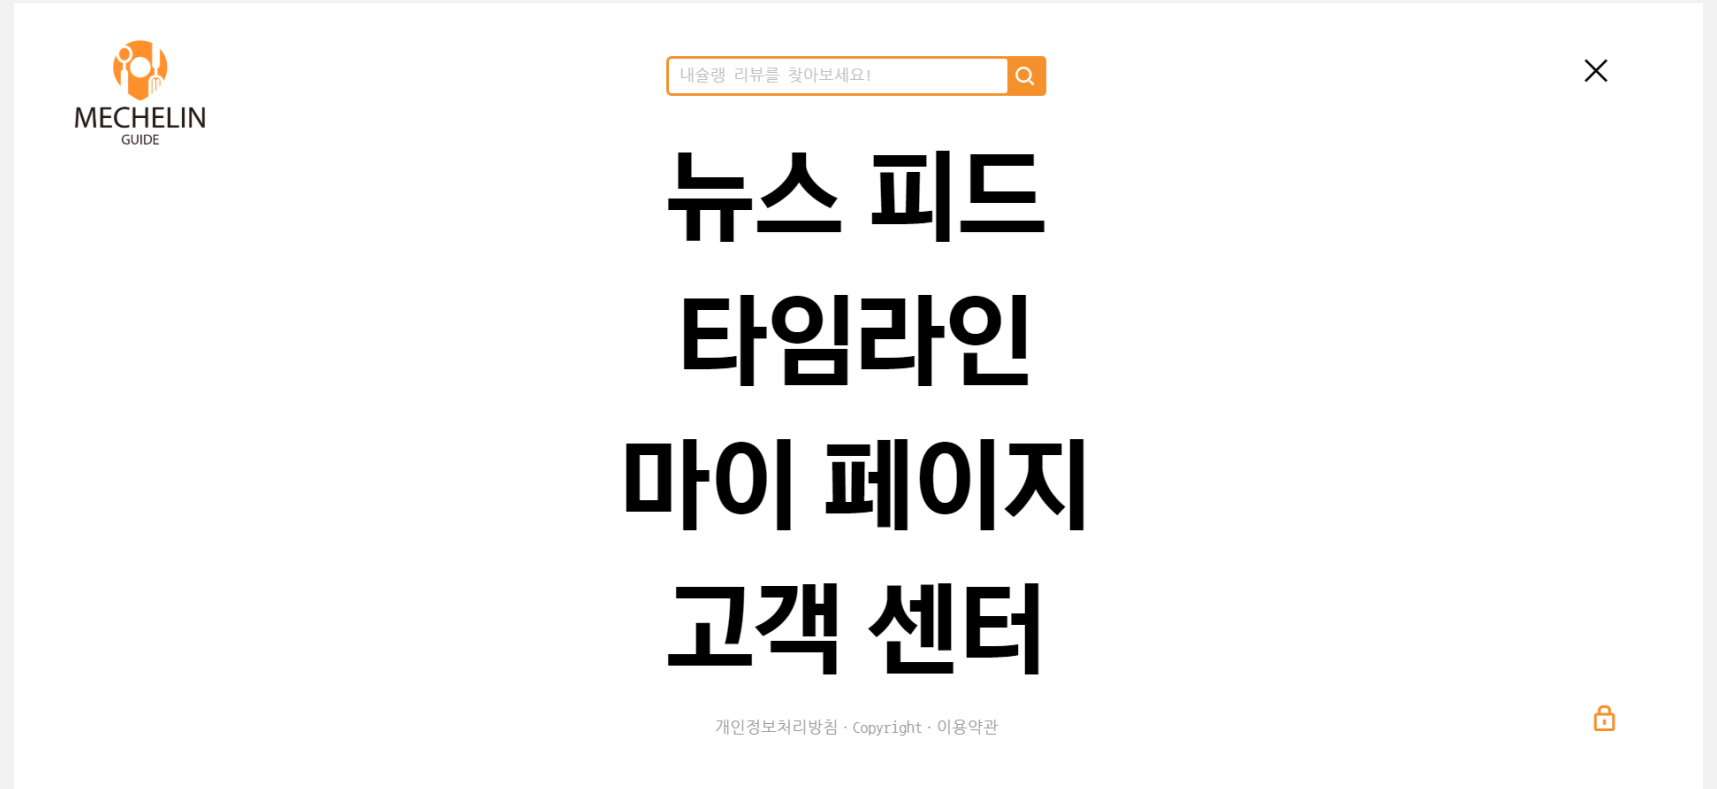 MECHELIN
GUIDE
내슐랭 리뷰를 찾아보세요!
뉴스 피드
타임라인
마이 페이지
고객 센터
개인정보처리방침 · Copyright · 이용약관